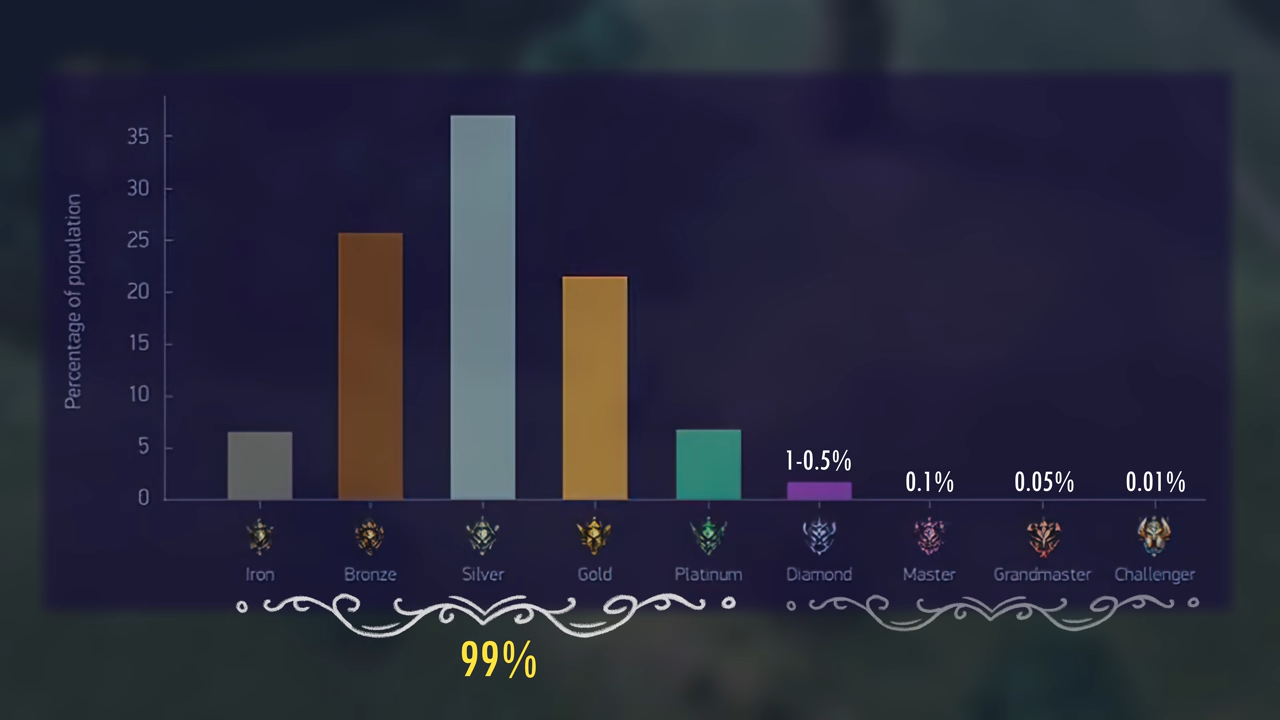 Percentage of population
35
30
25
20
15
10
5
0
1-0.5%
0.1%
0.05%
0.01%
Iron
Bronze
Silver
Gold
Platinum
Diamond
Master
Grandmaster
Challenger
99%